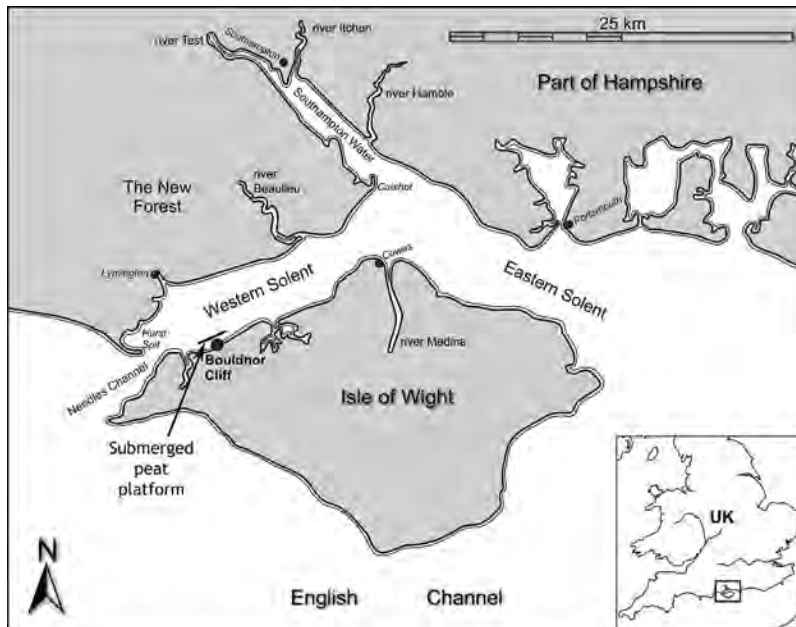 25 km
river Itchen
river Test
Southampton
Part of Hampshire
river Hamble
Southampton Water
river
Beaulieu
The New
Forest
Calshot
Portsmouth
Lymington
Cowes
Western Solent
Eastern Solent
Hurst
Spit
Bouldnor
Cliff
river Medina
Needles Channel
Isle of Wight
Submerged
peat
platform
UK
N
English Channel